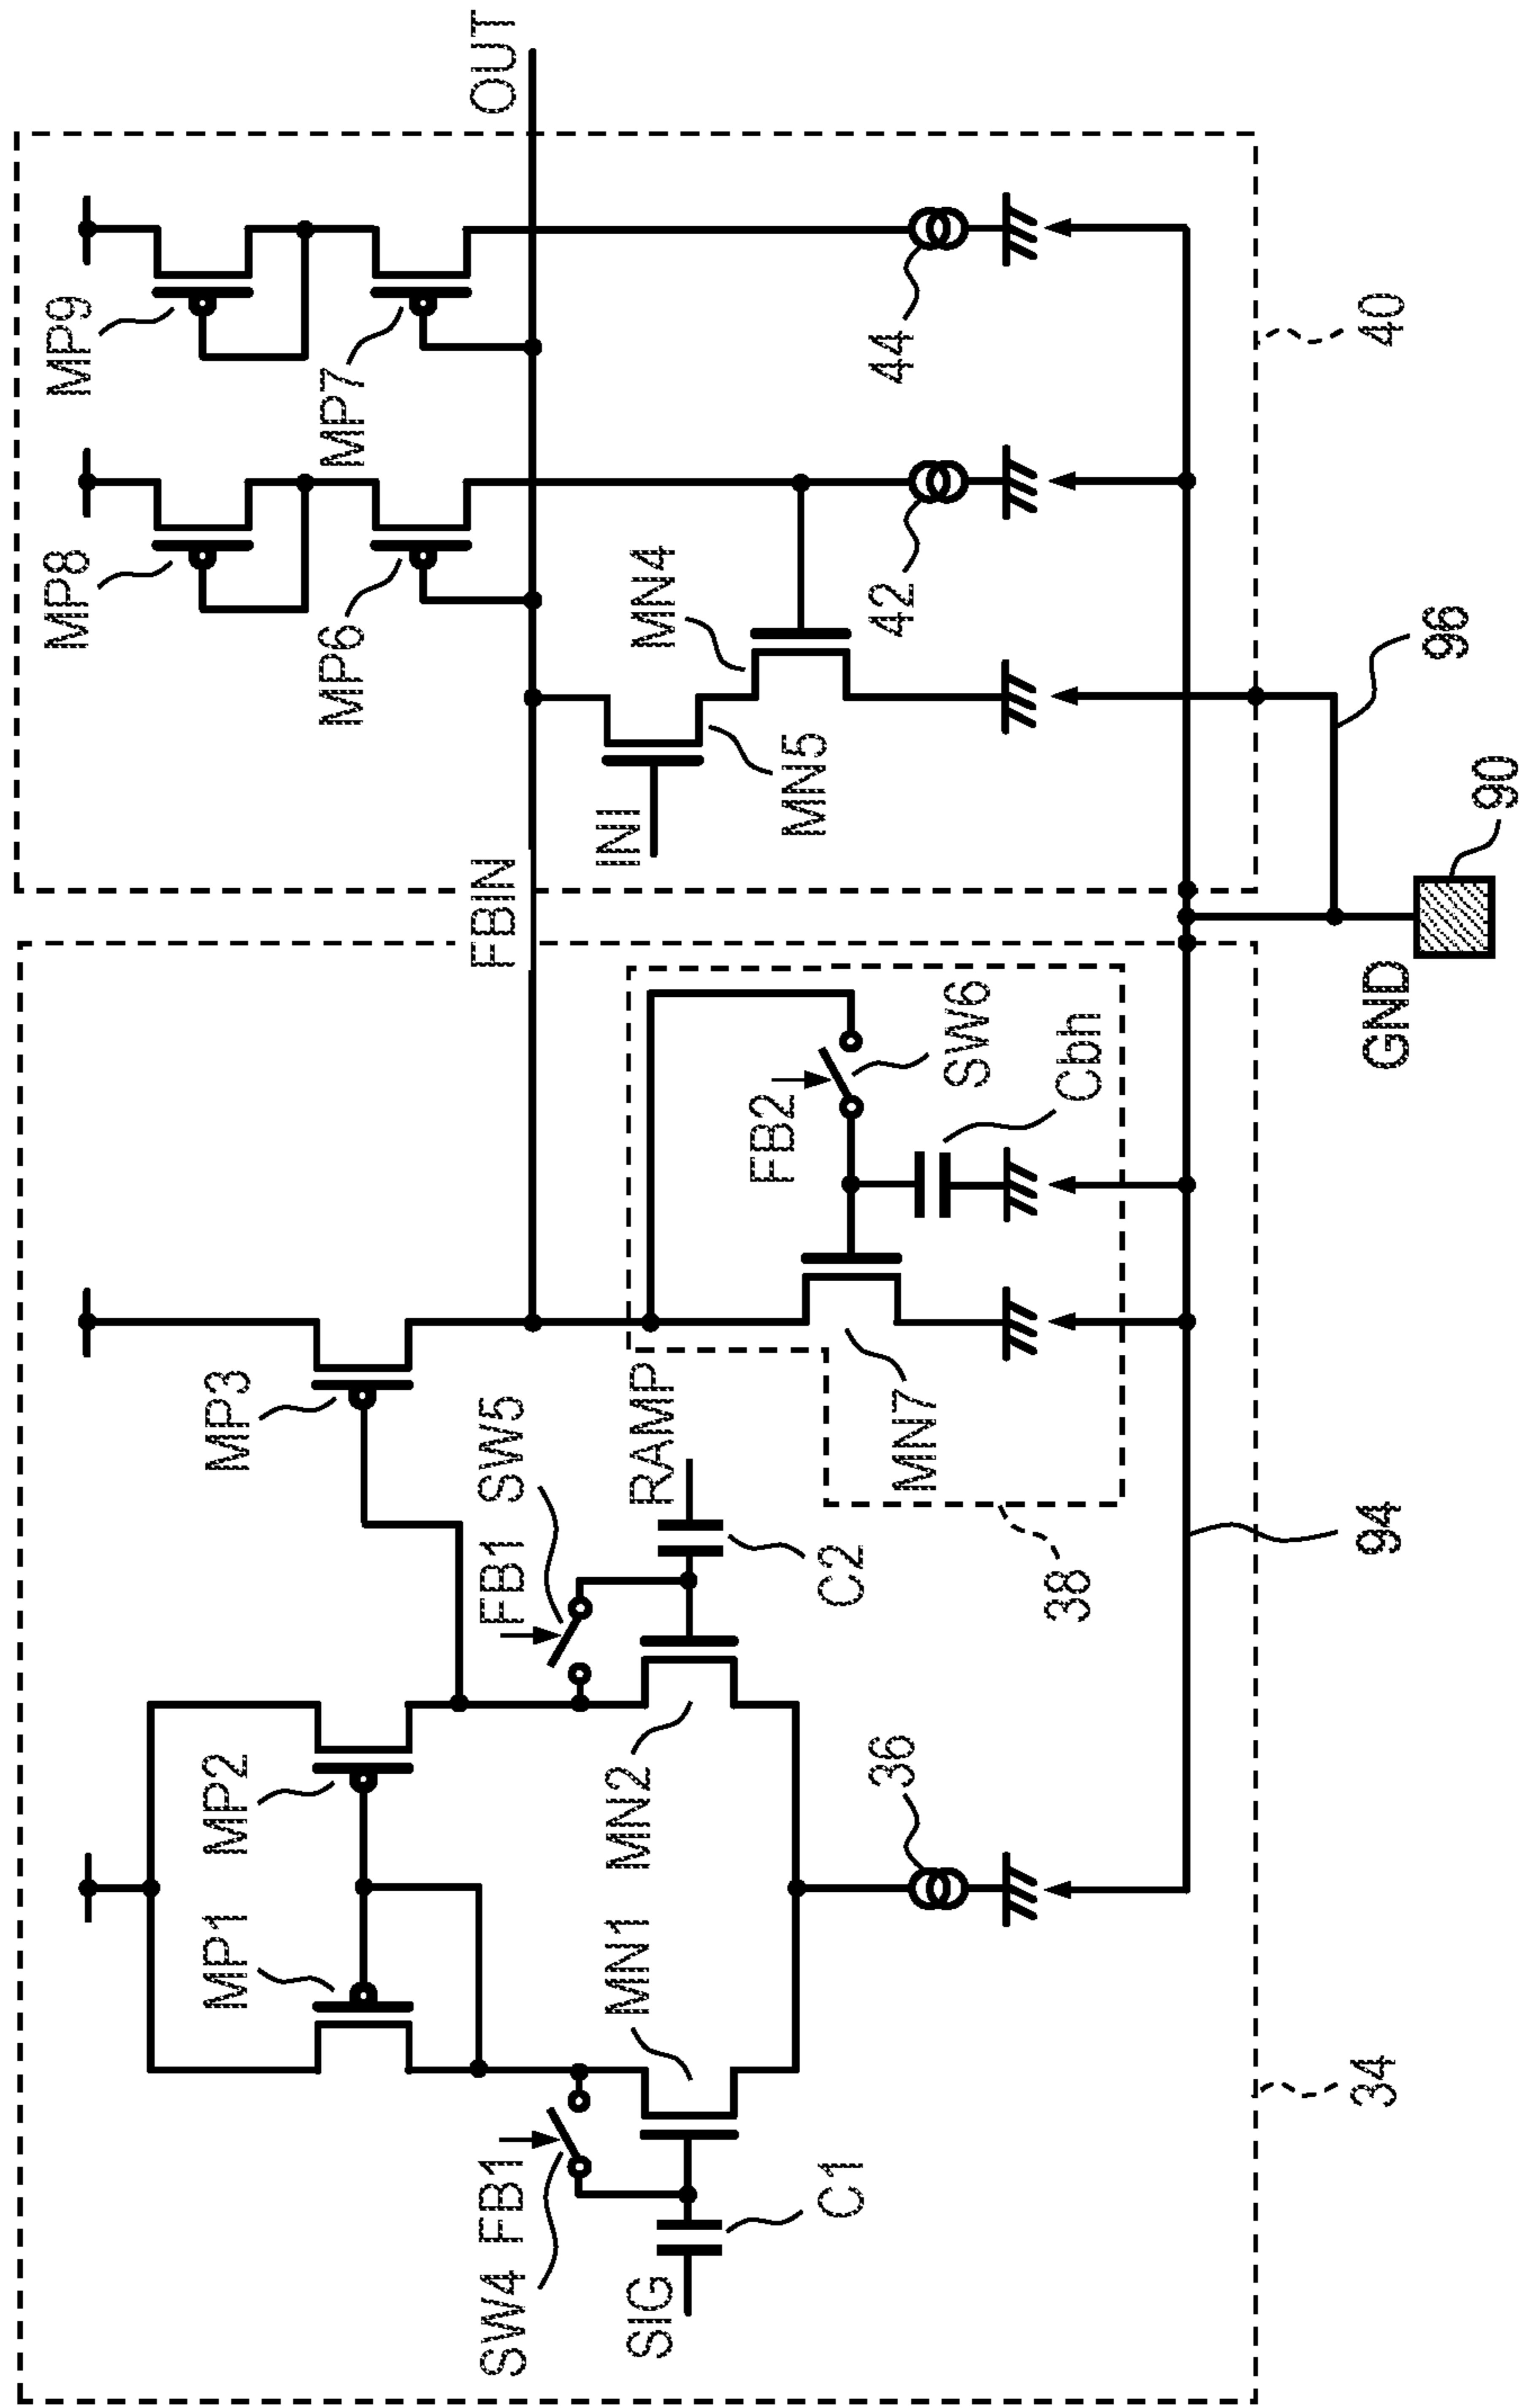 SIG
C1
SW4
FB1
MN1
MP1
MP2
MN2
36
C2
RAMP
FB1
SW5
MP3
MN7
38
FB2
SW6
Cbh
FBIN
34
94
GND
90
96
INI
MN5
MN4
MP6
MP8
42
MP7
MP9
44
40
OUT